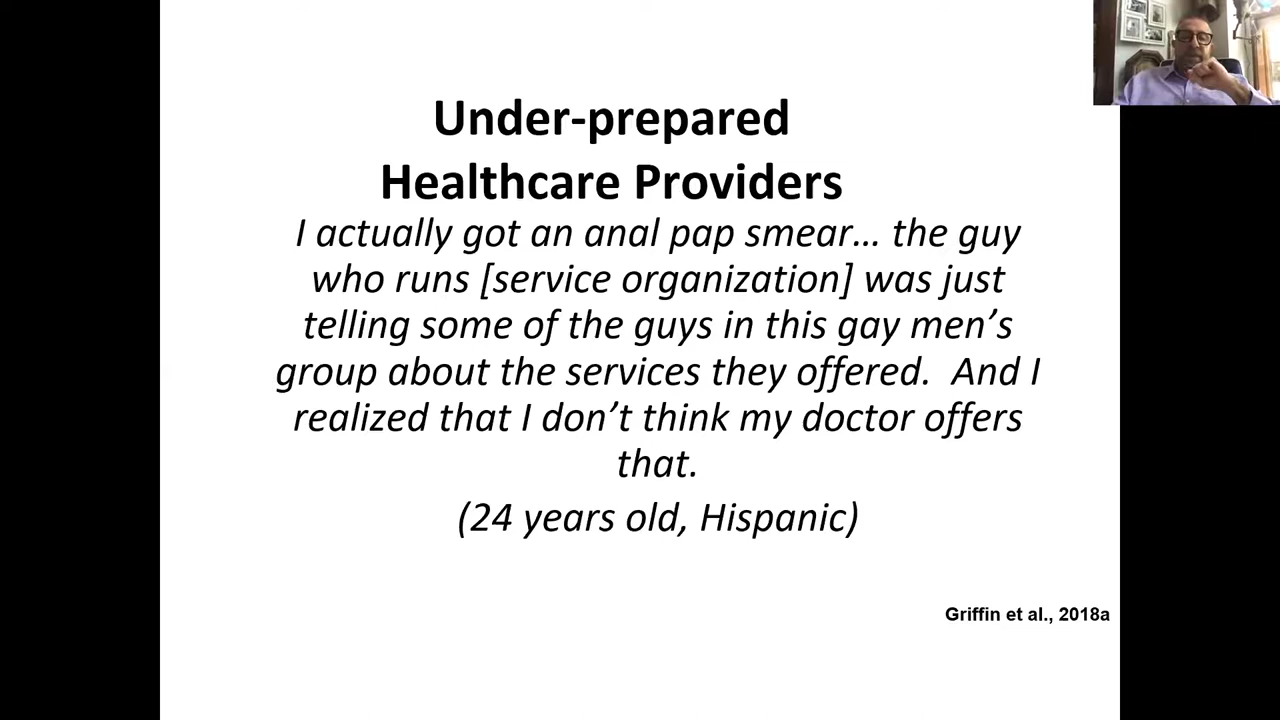 Under-prepared
Healthcare Providers
I actually got an anal pap smear… the guy
who runs [service organization] was just
telling some of the guys in this gay men’s
group about the services they offered.  And I
realized that I don’t think my doctor offers
that.
(24 years old, Hispanic)
Griffin et al., 2018a